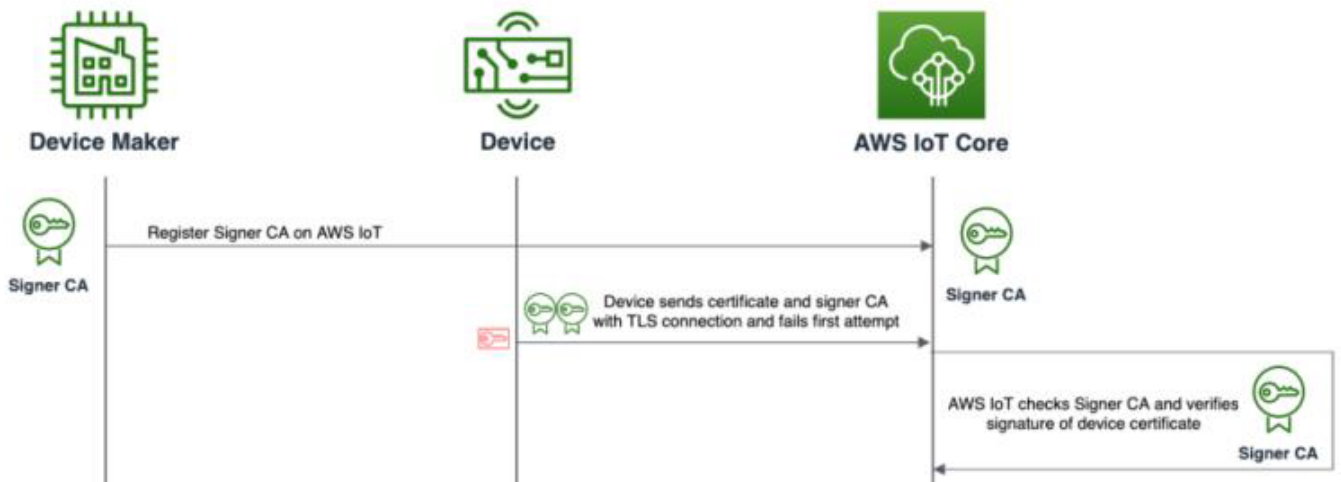 Device Maker
Device
AWS IoT Core
Register Signer CA on AWS IoT
Signer CA
Signer CA
Device sends certificate and signer CA
with TLS connection and fails first attempt
AWS IoT checks Signer CA and verifies
signature of device certificate
Signer CA